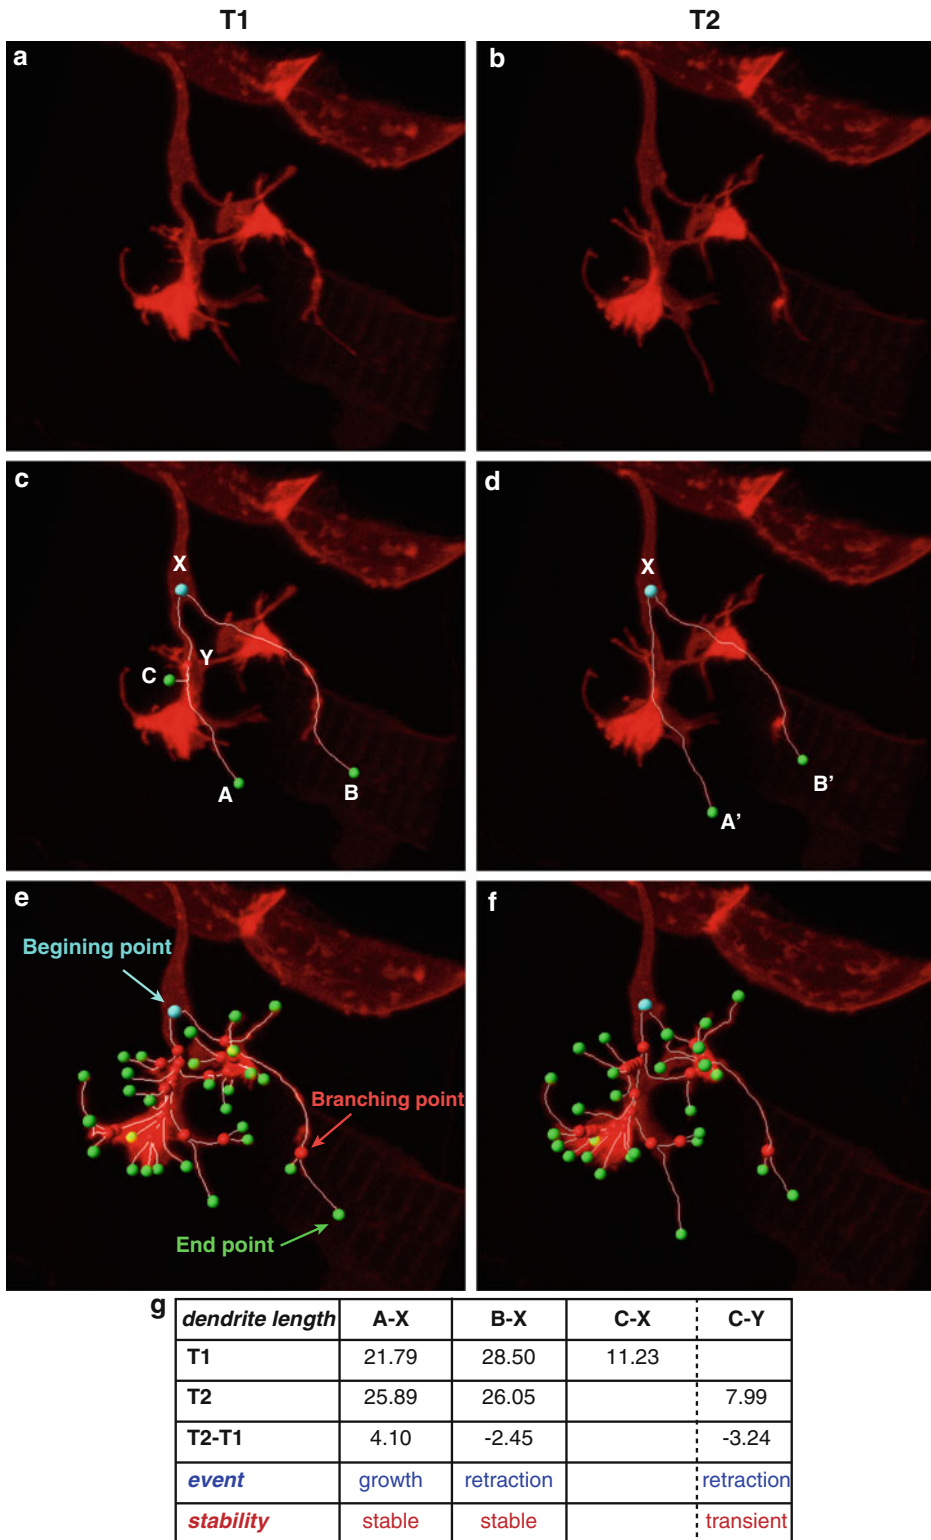 T1 T2
a b
c d
X X
Y
C
A B
A' B'
e f
Begining point
Branching point
End point
g
dendrite length A-X B-X C-X C-Y
T1 21.79 28.50 11.23
T2 25.89 26.05 7.99
T2-T1 4.10 -2.45 -3.24
event growth retraction retraction
stability stable stable transient